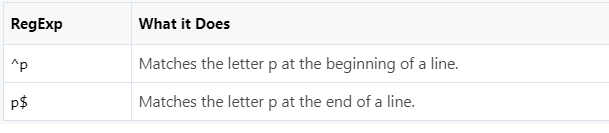 RegExp What it Does
^p Matches the letter p at the beginning of a line.
p$ Matches the letter p at the end of a line.